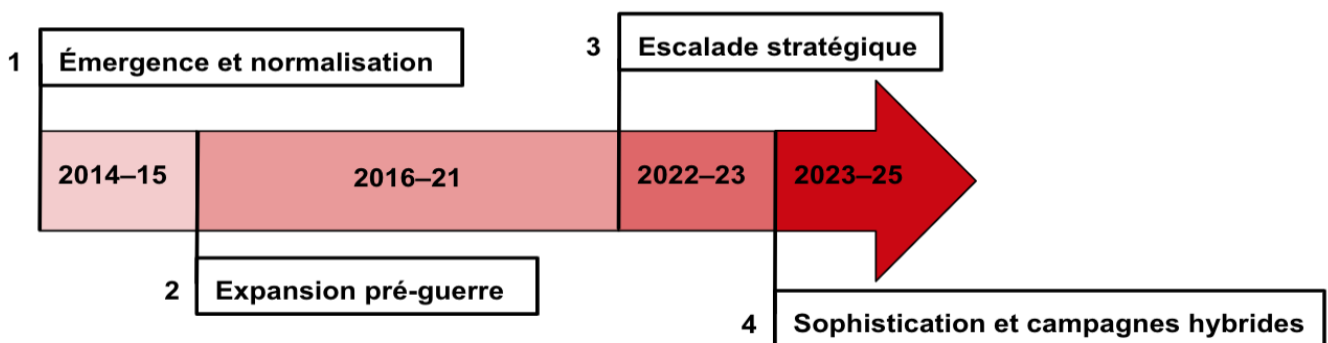 1 Émergence et normalisation
3 Escalade stratégique
2014–15 2016–21 2022–23 2023–25
2 Expansion pré-guerre
4 Sophistication et campagnes hybrides